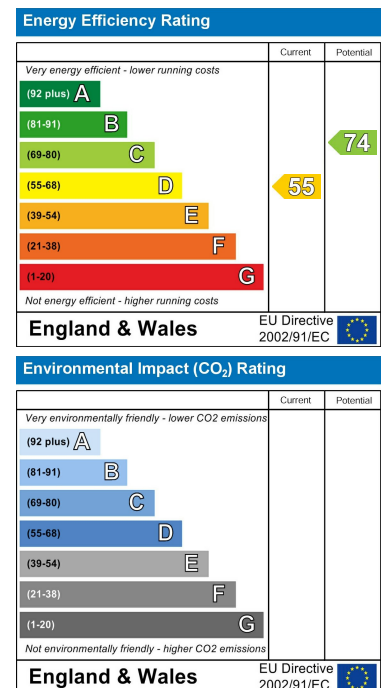 Energy Efficiency Rating
Current Potential
Very energy efficient - lower running costs
(92 plus) A
(81-91) B
(69-80) C
(55-68) D
(39-54) E
(21-38) F
(1-20) G
55
74
Not energy efficient - higher running costs
England & Wales
EU Directive
2002/91/EC
Environmental Impact (CO₂) Rating
Current Potential
Very environmentally friendly - lower CO2 emissions
(92 plus) A
(81-91) B
(69-80) C
(55-68) D
(39-54) E
(21-38) F
(1-20) G
Not environmentally friendly - higher CO2 emissions
England & Wales
EU Directive
2002/91/EC